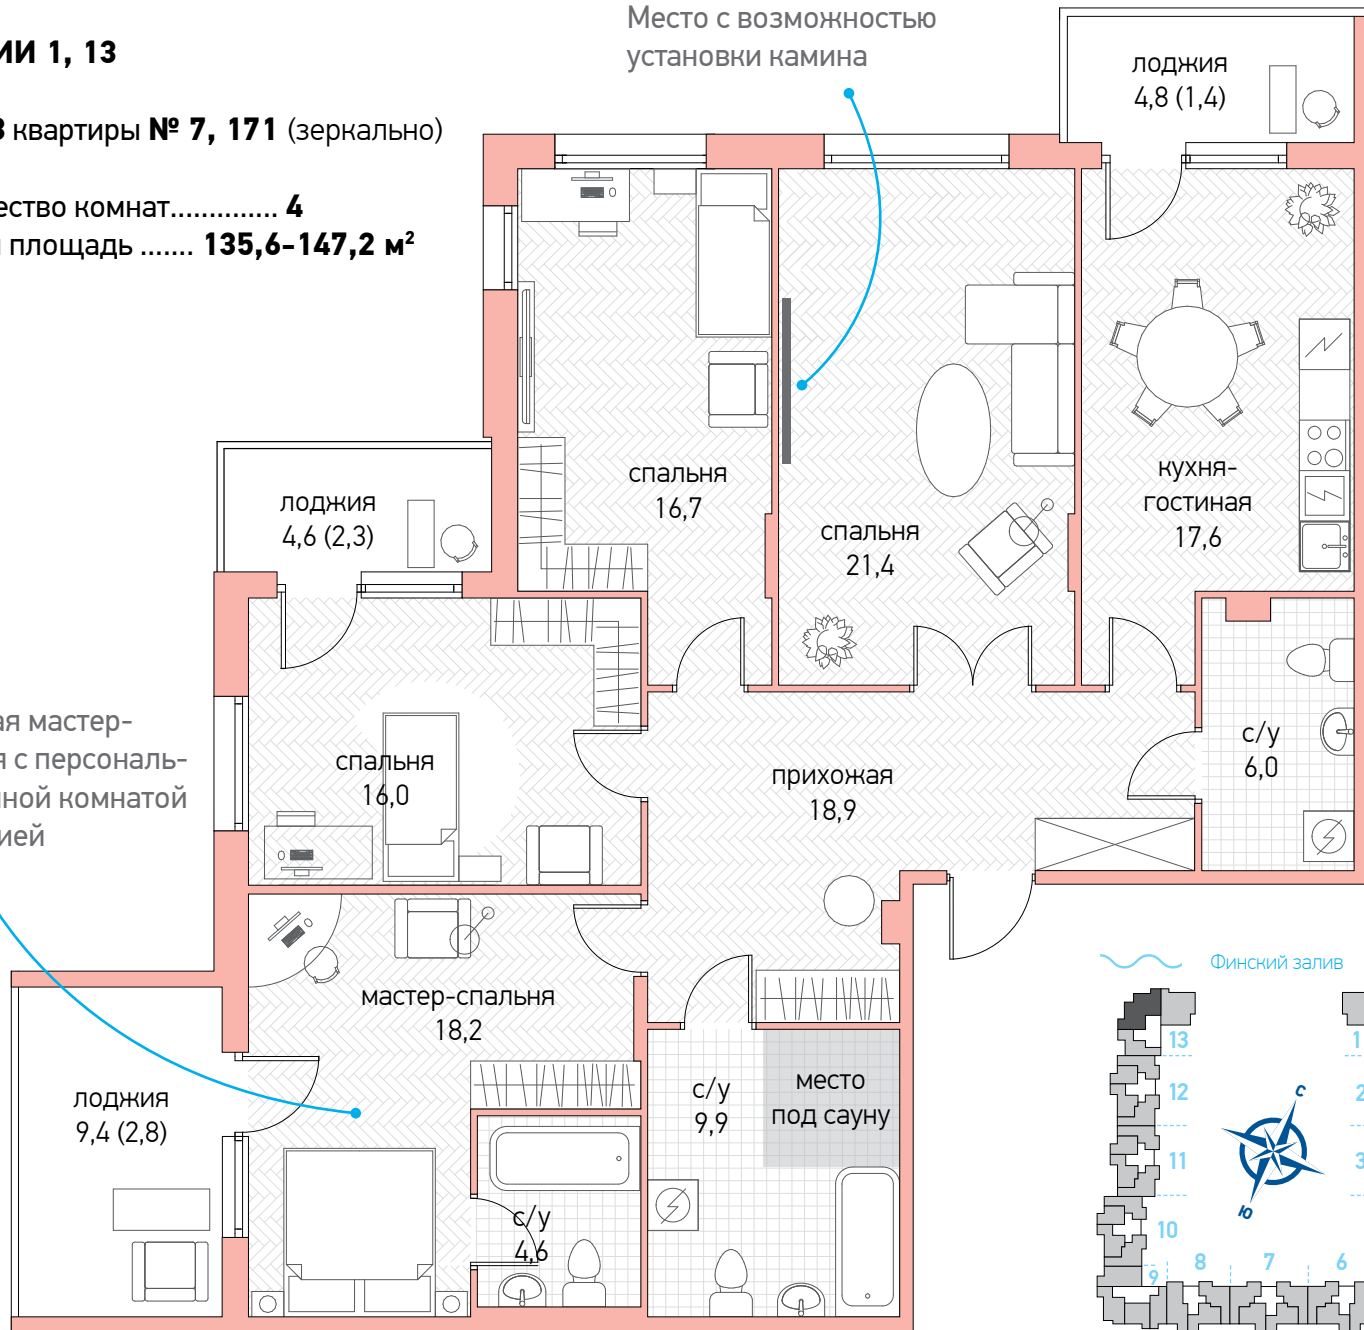 ИИ 1, 13
В квартиры № 7, 171 (зеркально)
ество комнат.............. 4
площадь ....... 135,6-147,2 м²
Место с возможностью
установки камина
лоджия
4,8 (1,4)
спальня
16,7
спальня
21,4
кухня-
гостиная
17,6
лоджия
4,6 (2,3)
ая мастер-
я с персональ-
нной комнатой
цией
спальня
16,0
прихожая
18,9
с/у
6,0
мастер-спальня
18,2
лоджия
9,4 (2,8)
с/у
4,6
с/у
9,9
место
под сауну
Финский залив
13
1
12
2
11
3
10
9
8
7
6
С
Ю